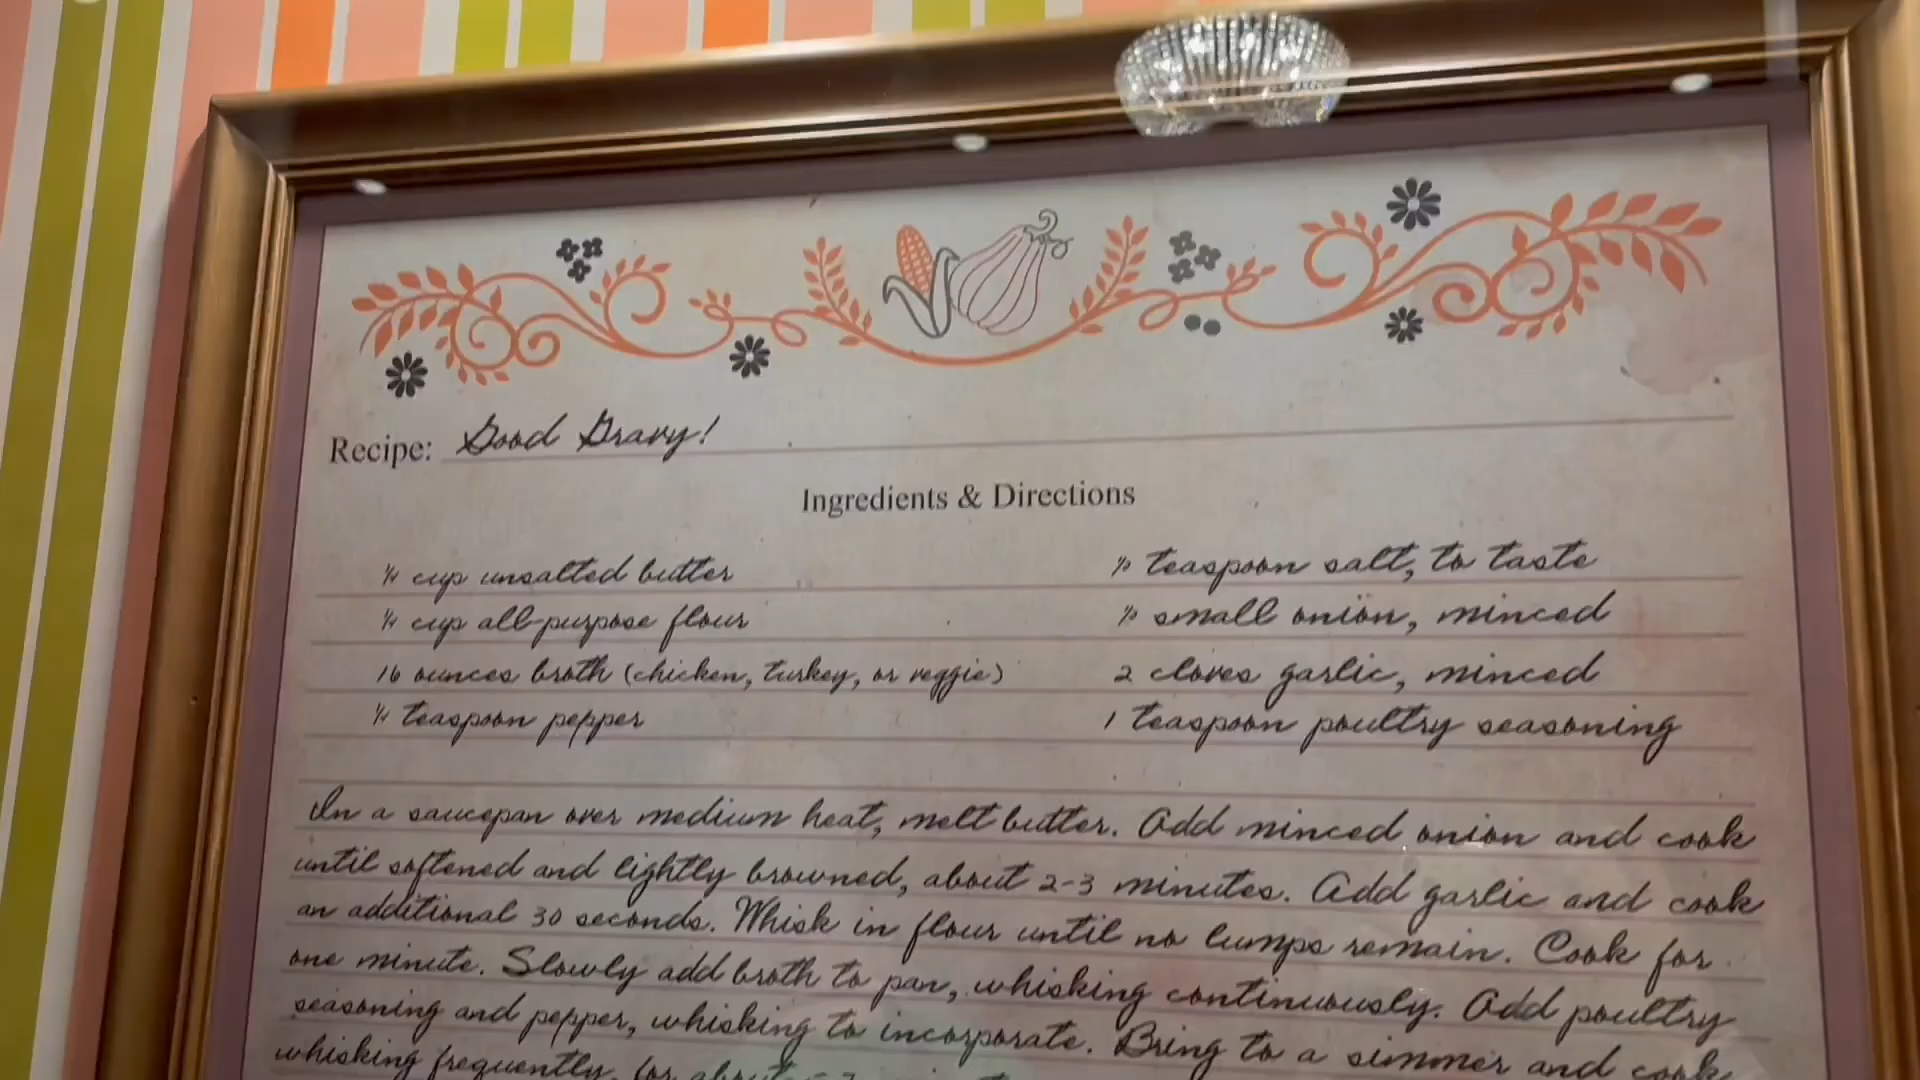 Recipe: Good Gravy!
Ingredients & Directions
¼ cup unsalted butter
¼ cup all-purpose flour
16 ounces broth (chicken, turkey, or veggie)
¼ teaspoon pepper
½ teaspoon salt, to taste
½ small onion, minced
2 cloves garlic, minced
1 teaspoon poultry seasoning
In a saucepan over medium heat, melt butter. Add minced onion and cook
until softened and lightly browned, about 2-3 minutes. Add garlic and cook
an additional 30 seconds. Whisk in flour until no lumps remain. Cook for
one minute. Slowly add broth to pan, whisking continuously. Add poultry
seasoning and pepper, whisking to incorporate. Bring to a simmer and cook
whisking frequently, for about